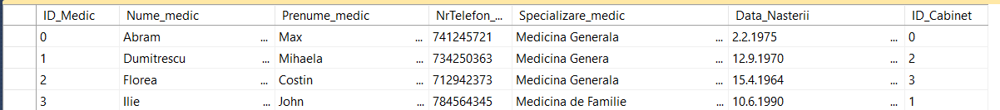 ID_Medic Nume_medic Prenume_medic NrTelefon_... Specializare_medic Data_Nasterii ID_Cabinet
0 Abram ... Max ... 741245721 Medicina Generala ... 2.2.1975 ... 0
1 Dumitrescu ... Mihaela ... 734250363 Medicina Genera ... 12.9.1970 ... 2
2 Florea ... Costin ... 712942373 Medicina Generala ... 15.4.1964 ... 3
3 Ilie ... John ... 784564345 Medicina de Familie ... 10.6.1990 ... 1